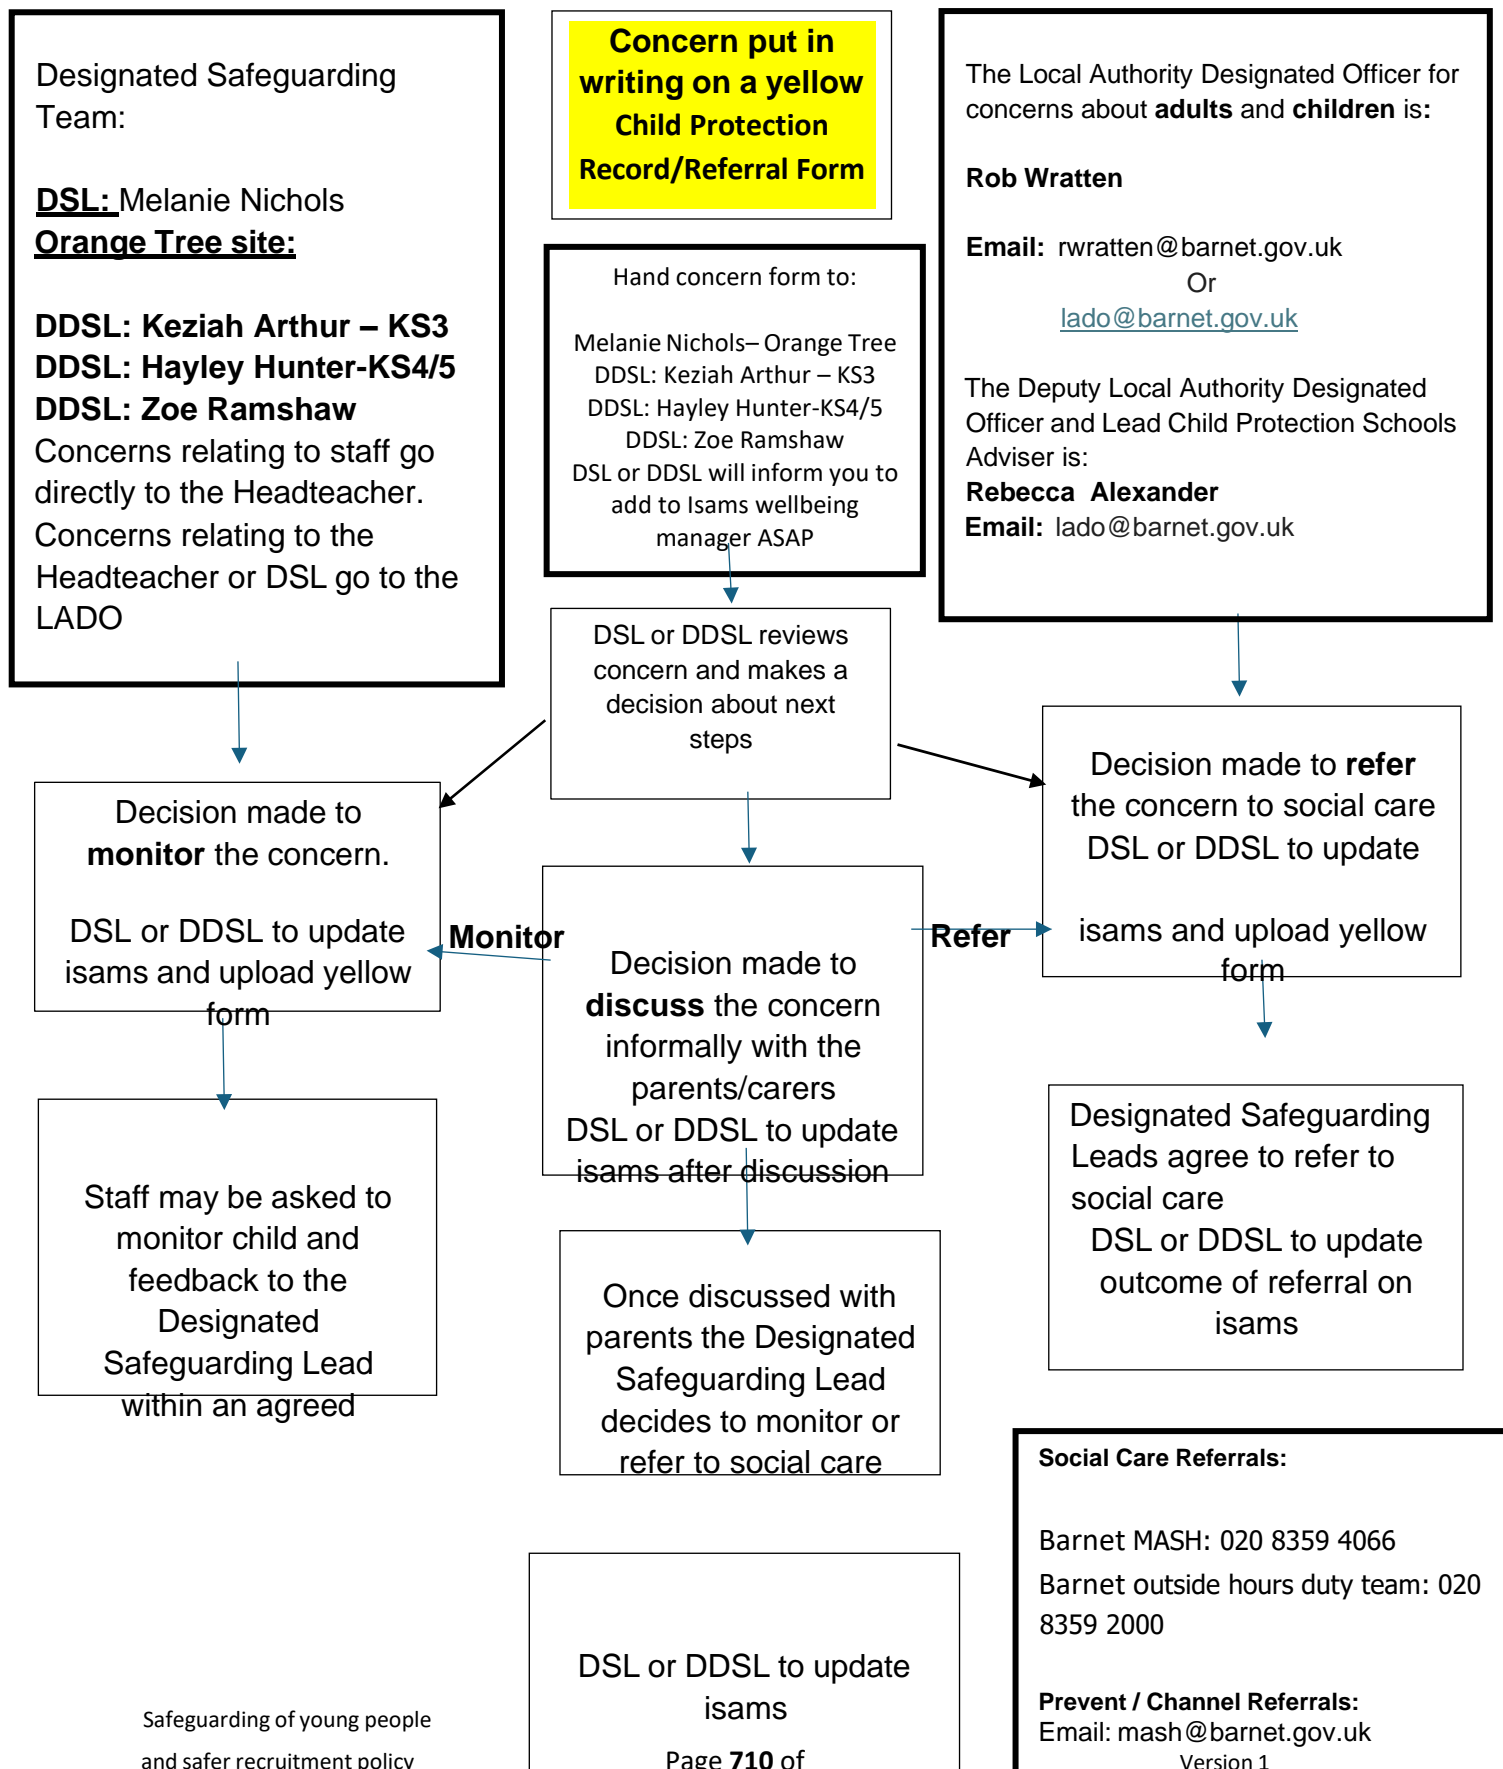 Designated Safeguarding
Team:
DSL: Melanie Nichols
Orange Tree site:
DDSL: Keziah Arthur – KS3
DDSL: Hayley Hunter-KS4/5
DDSL: Zoe Ramshaw
Concerns relating to staff go
directly to the Headteacher.
Concerns relating to the
Headteacher or DSL go to the
LADO
Concern put in
writing on a yellow
Child Protection
Record/Referral Form
Hand concern form to:
Melanie Nichols– Orange Tree
DDSL: Keziah Arthur – KS3
DDSL: Hayley Hunter-KS4/5
DDSL: Zoe Ramshaw
DSL or DDSL will inform you to
add to Isams wellbeing
manager ASAP
The Local Authority Designated Officer for
concerns about adults and children is:
Rob Wratten
Email: rwratten@barnet.gov.uk
Or
lado@barnet.gov.uk
The Deputy Local Authority Designated
Officer and Lead Child Protection Schools
Adviser is:
Rebecca Alexander
Email: lado@barnet.gov.uk
DSL or DDSL reviews
concern and makes a
decision about next
steps
Decision made to
monitor the concern.
DSL or DDSL to update
isams and upload yellow
form
Monitor
Decision made to
discuss the concern
informally with the
parents/carers
DSL or DDSL to update
isams after discussion
Refer
Decision made to refer
the concern to social care
DSL or DDSL to update
isams and upload yellow
form
Staff may be asked to
monitor child and
feedback to the
Designated
Safeguarding Lead
within an agreed
Once discussed with
parents the Designated
Safeguarding Lead
decides to monitor or
refer to social care
Designated Safeguarding
Leads agree to refer to
social care
DSL or DDSL to update
outcome of referral on
isams
Social Care Referrals:
Barnet MASH: 020 8359 4066
Barnet outside hours duty team: 020
8359 2000
Prevent / Channel Referrals:
Email: mash@barnet.gov.uk
DSL or DDSL to update
isams
Safeguarding of young people
and safer recruitment policy
Page 710 of
Version 1